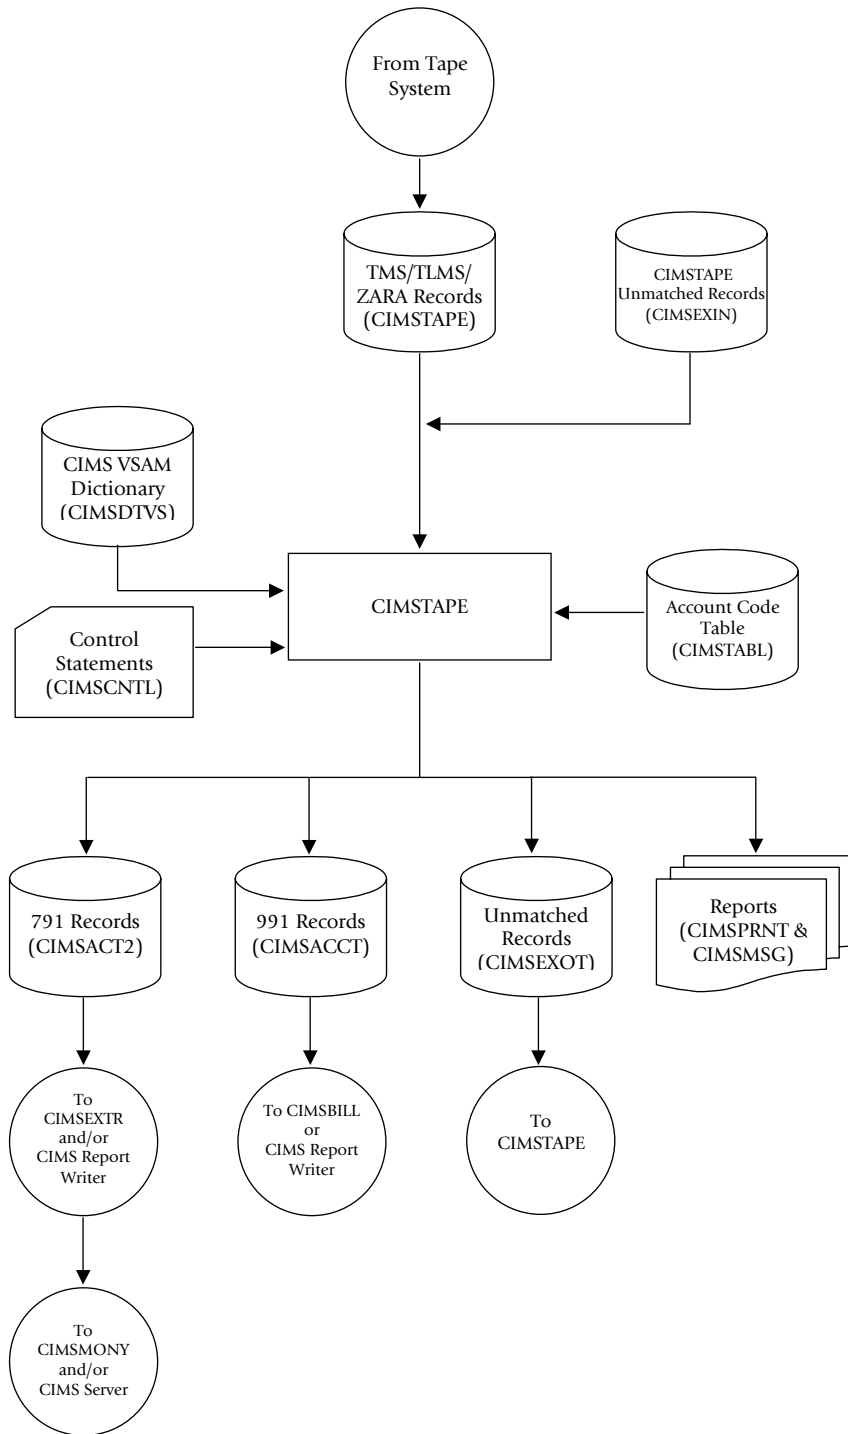 From Tape
System
TMS/TLMS/
ZARA Records
(CIMSTAPE)
CIMSTAPE
Unmatched Records
(CIMSEXIN)
CIMS VSAM
Dictionary
(CIMSDTVS)
CIMSTAPE
Account Code
Table
(CIMSTABL)
Control
Statements
(CIMSCNTL)
791 Records
(CIMSACT2)
991 Records
(CIMSACCT)
Unmatched
Records
(CIMSEXOT)
Reports
(CIMSPRNT &
CIMSMSG)
To
CIMSEXTR
and/or
CIMS Report
Writer
To CIMSBILL
or
CIMS Report
Writer
To
CIMSTAPE
To
CIMSMONY
and/or
CIMS Server